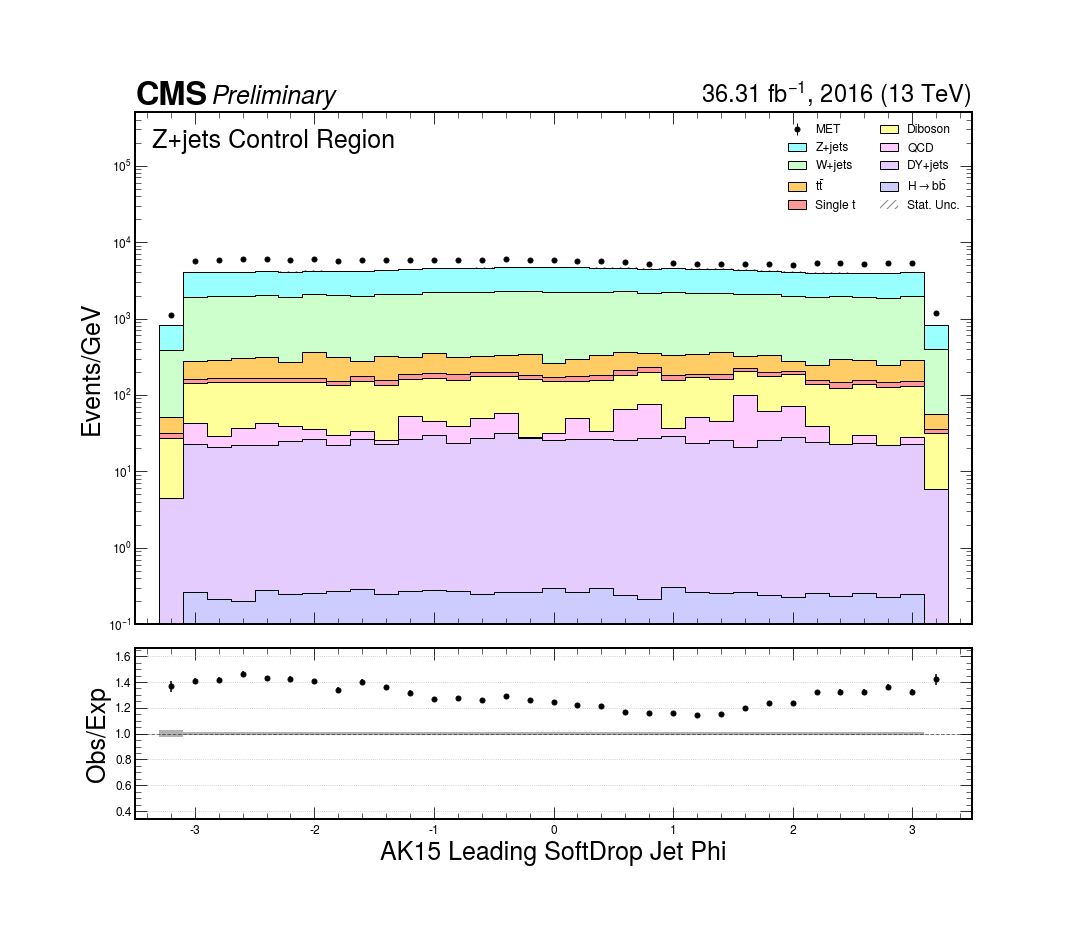 CMS Preliminary 36.31 fb⁻¹, 2016 (13 TeV)
Z+jets Control Region
MET Diboson
Z+jets QCD
W+jets DY+jets
tt̄ H→bb̄
Single t Stat. Unc.
Events/GeV
10⁵
10⁴
10³
10²
10¹
10⁰
10⁻¹
Obs/Exp
1.6
1.4
1.2
1.0
0.8
0.6
0.4
-3 -2 -1 0 1 2 3
AK15 Leading SoftDrop Jet Phi